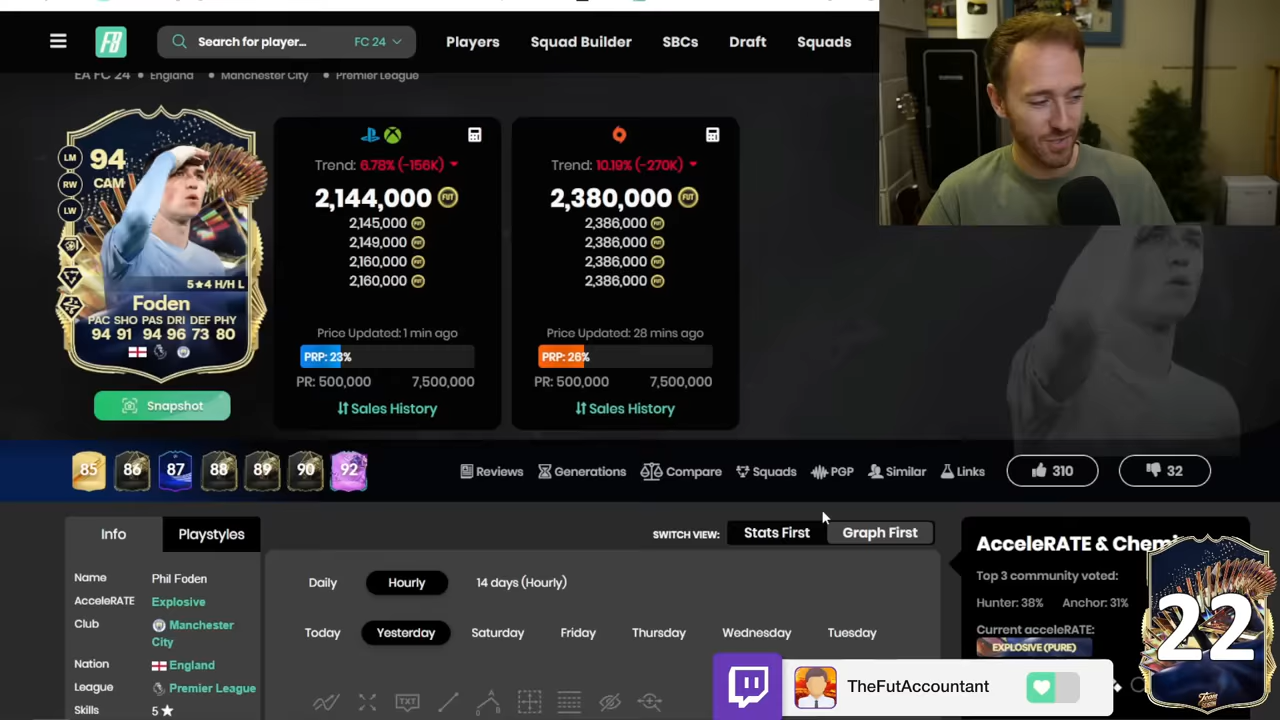 FB
Search for player...
FC 24
Players
Squad Builder
SBCs
Draft
Squads
EA FC 24 • England • Manchester City • Premier League
LM
RW
LW
94
CAM
5★4 H/H L
Foden
PAC SHO PAS DRI DEF PHY
94 91 94 96 73 80
Snapshot
Trend: 6.78% (-156K)
2,144,000
FUT
2,145,000
2,149,000
2,160,000
2,160,000
Price Updated: 1 min ago
PRP: 23%
PR: 500,000 7,500,000
Sales History
Trend: 10.19% (-270K)
2,380,000
FUT
2,386,000
2,386,000
2,386,000
2,386,000
Price Updated: 28 mins ago
PRP: 26%
PR: 500,000 7,500,000
Sales History
85 86 87 88 89 90 92
Reviews
Generations
Compare
Squads
PGP
Similar
Links
310
32
Info
Playstyles
SWITCH VIEW:
Stats First
Graph First
Name Phil Foden
AcceleRATE Explosive
Club Manchester
City
Nation England
League Premier League
Skills 5★
Daily
Hourly
14 days (Hourly)
Today
Yesterday
Saturday
Friday
Thursday
Wednesday
Tuesday
TXT
AcceleRATE & Chemi
Top 3 community voted:
Hunter: 38% Anchor: 31%
Current acceleRATE:
EXPLOSIVE (PURE)
22
TheFutAccountant